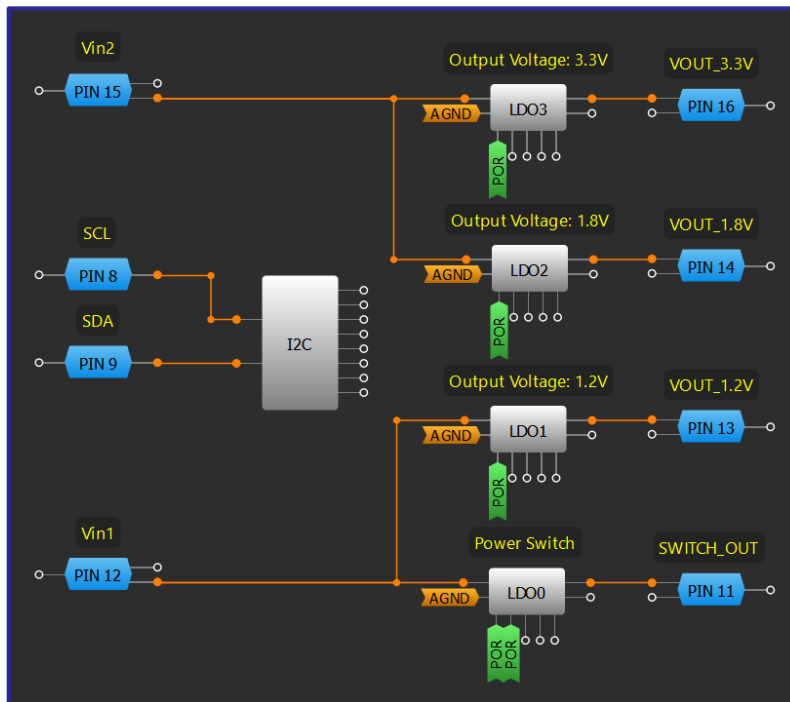 Vin2
PIN 15
Output Voltage: 3.3V
AGND
LDO3
POR
VOUT_3.3V
PIN 16
SCL
PIN 8
SDA
PIN 9
I2C
Output Voltage: 1.8V
AGND
LDO2
POR
VOUT_1.8V
PIN 14
Output Voltage: 1.2V
AGND
LDO1
POR
VOUT_1.2V
PIN 13
Vin1
PIN 12
Power Switch
AGND
LDO0
POR
POR
SWITCH_OUT
PIN 11